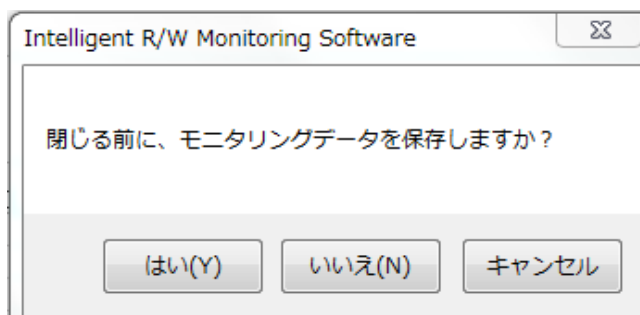 Intelligent R/W Monitoring Software
閉じる前に、モニタリングデータを保存しますか？
はい(Y)
いいえ(N)
キャンセル